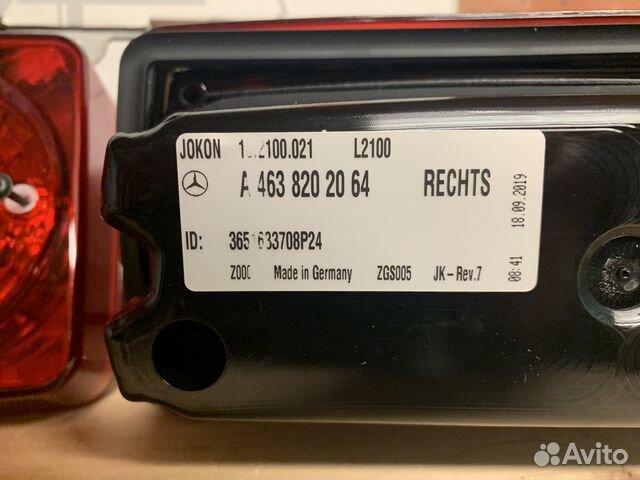 JOKON L2100
A 463 820 20 64 RECHTS
ID:
Made in Germany ZGS005 JK-Rev.7
08:41 18.09.2019
Avito